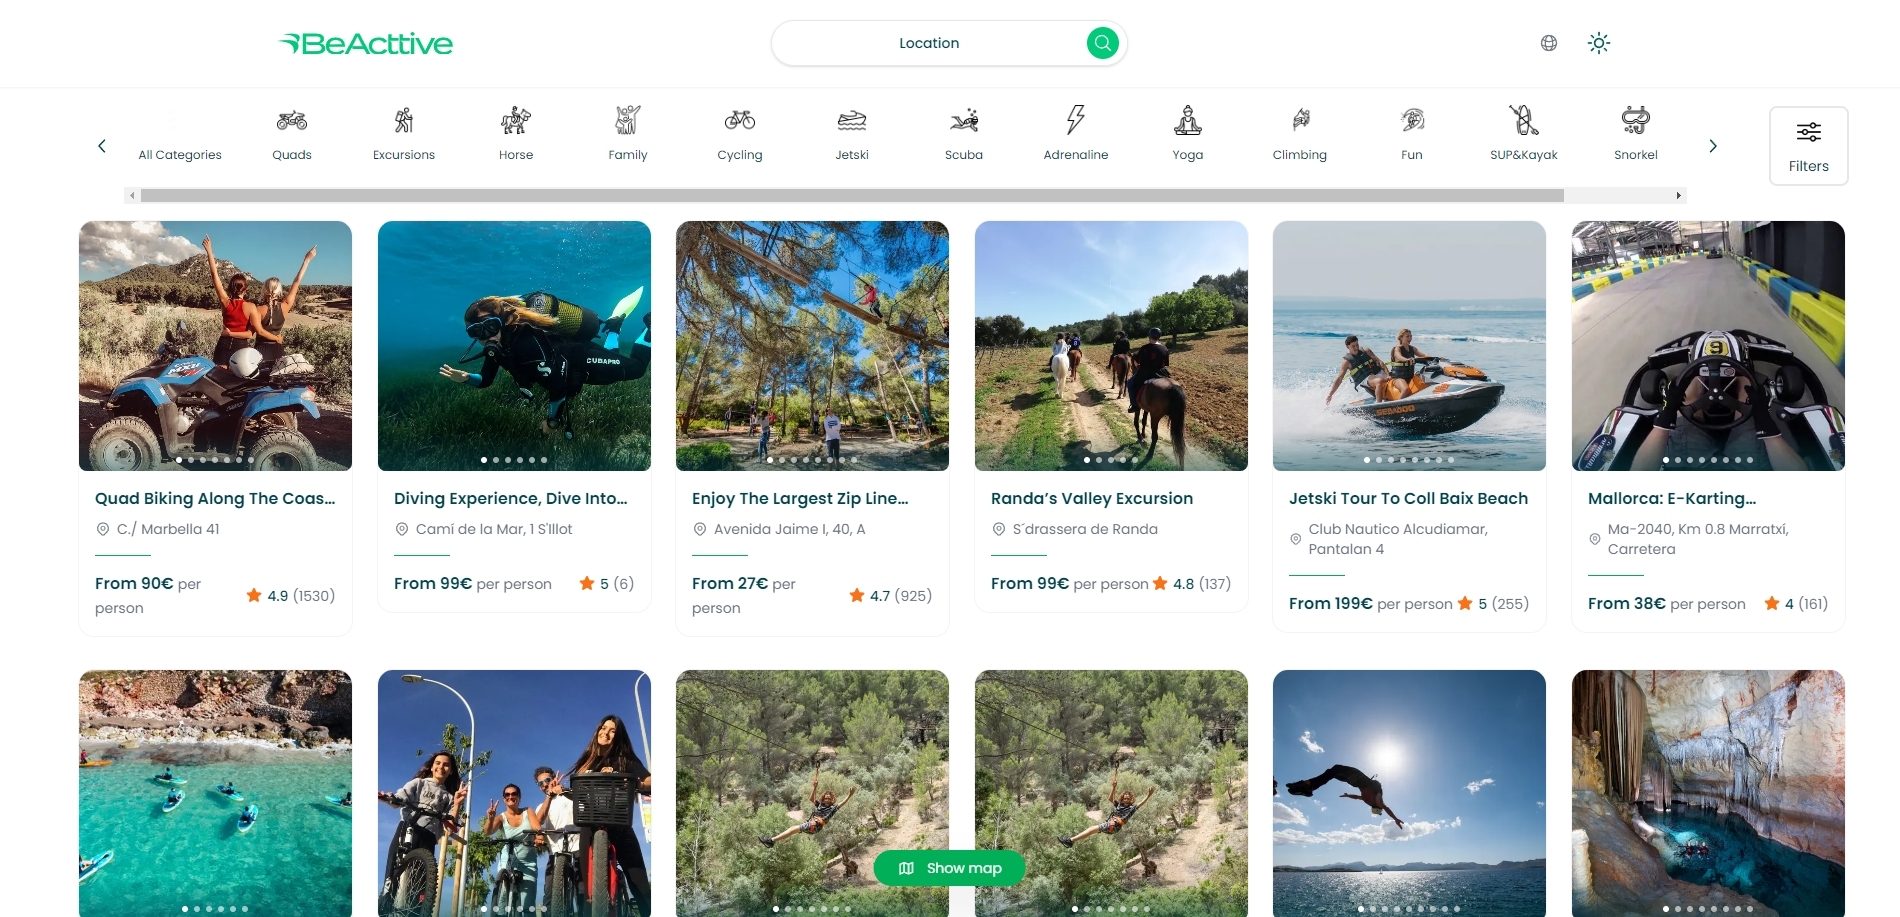 BeActtive
Location
All Categories
Quads
Excursions
Horse
Family
Cycling
Jetski
Scuba
Adrenaline
Yoga
Climbing
Fun
SUP&Kayak
Snorkel
Filters
CUBAPRO
SEADOO
9
Quad Biking Along The Coas...
C./ Marbella 41
From 90€ per
person
4.9 (1530)
Diving Experience, Dive Into...
Camí de la Mar, 1 S'Illot
From 99€ per person
5 (6)
Enjoy The Largest Zip Line...
Avenida Jaime I, 40, A
From 27€ per
person
4.7 (925)
Randa’s Valley Excursion
S´drassera de Randa
From 99€ per person
4.8 (137)
Jetski Tour To Coll Baix Beach
Club Nautico Alcudiamar,
Pantalan 4
From 199€ per person
5 (255)
Mallorca: E-Karting...
Ma-2040, Km 0.8 Marratxí,
Carretera
From 38€ per person
4 (161)
Show map